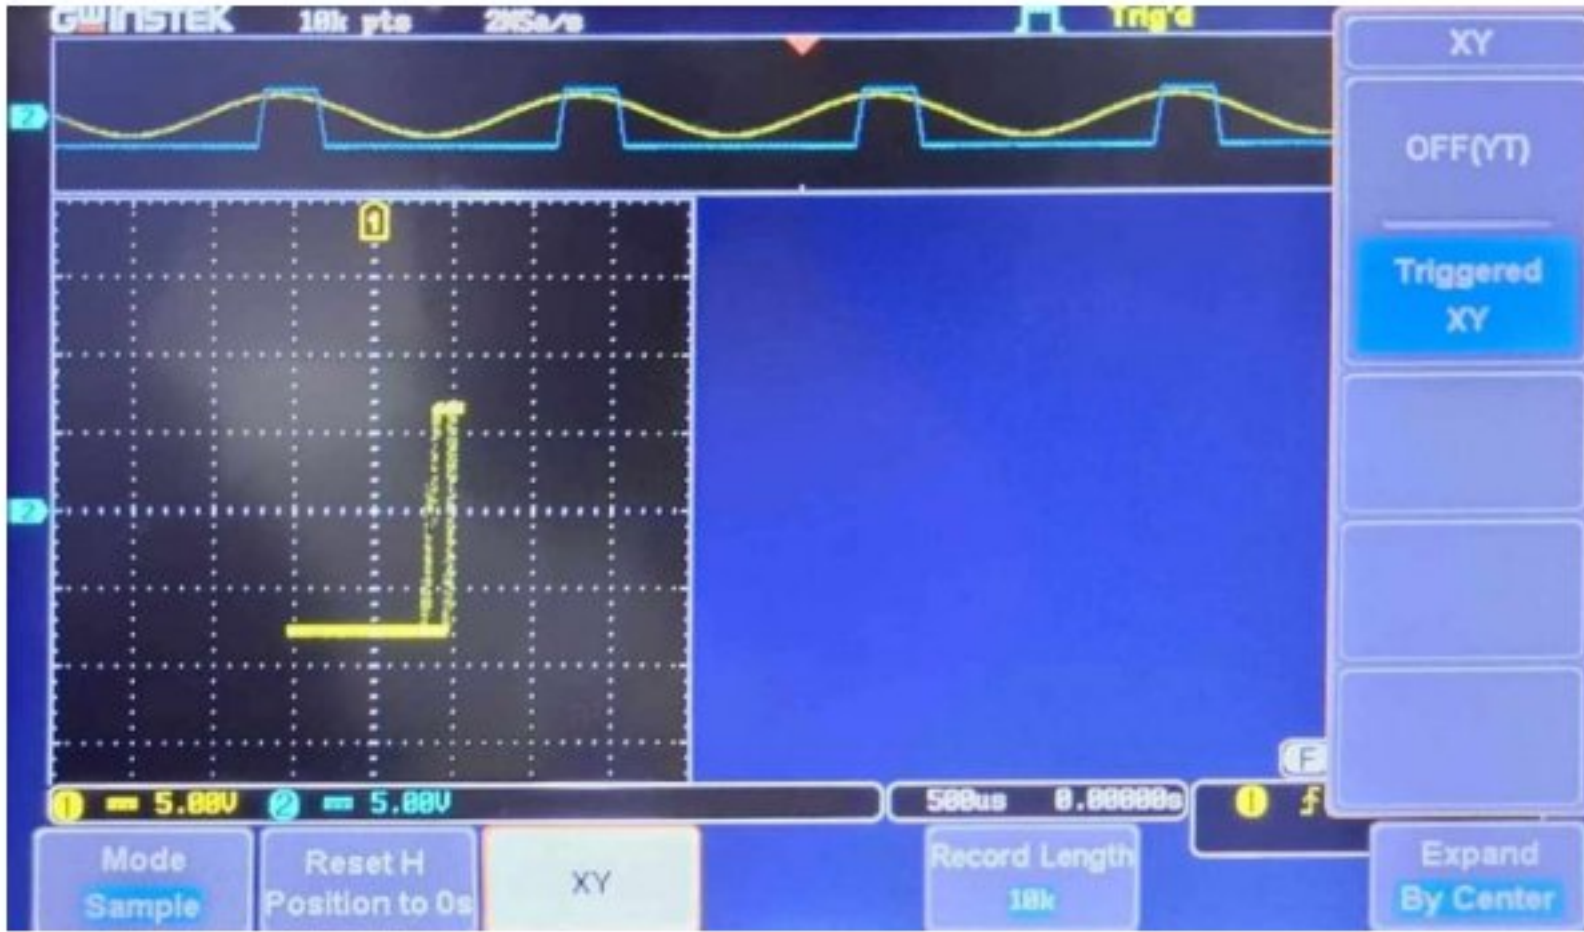 GWINSTEK 10k pts 2MSa/s Trig'd
XY
2
OFF(YT)
1
Triggered
XY
2
F
1 5.00V 2 5.00V 500us 0.00000s 1
Mode
Sample
Reset H
Position to 0s
XY
Record Length
10k
Expand
By Center